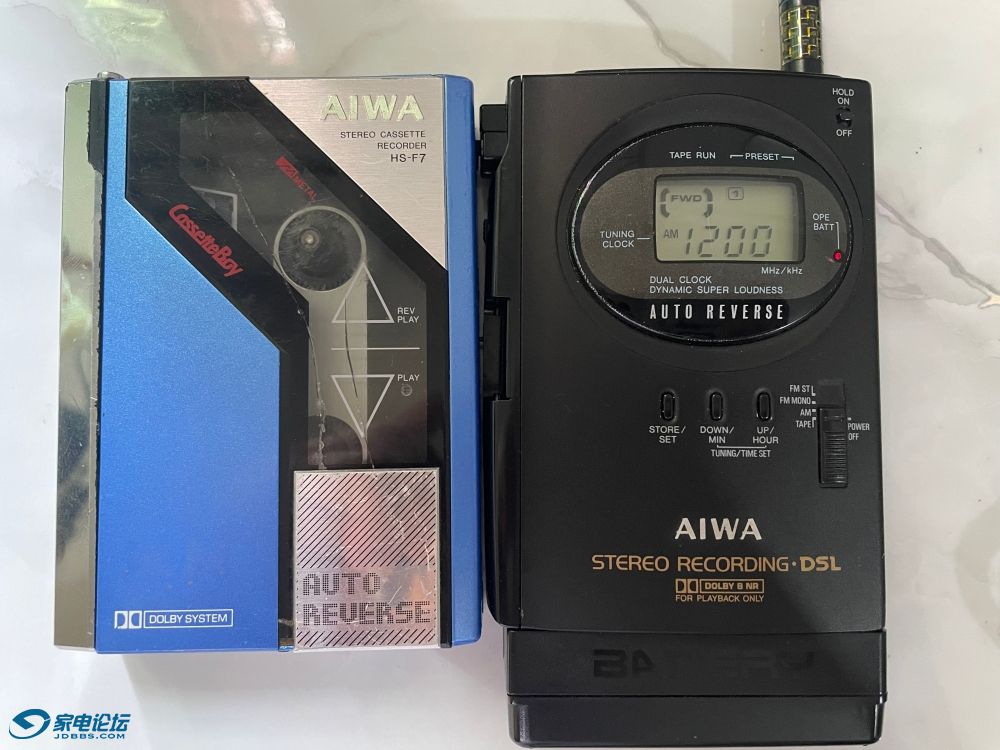 AIWA
STEREO CASSETTE
RECORDER
HS-F7
METAL
CassetteBoy
REV
PLAY
PLAY
AUTO
REVERSE
DOLBY SYSTEM
HOLD
ON
OFF
TAPE RUN
PRESET
FWD
1
AM 1200
TUNING
CLOCK
OPE
BATT
MHz/kHz
DUAL CLOCK
DYNAMIC SUPER LOUDNESS
AUTO REVERSE
FM ST
FM MONO
AM
TAPE
POWER
OFF
STORE/
SET
DOWN/
MIN
UP/
HOUR
TUNING/TIME SET
AIWA
STEREO RECORDING·DSL
DOLBY B NR
FOR PLAYBACK ONLY
BATTERY
家电论坛
JDBBS.COM